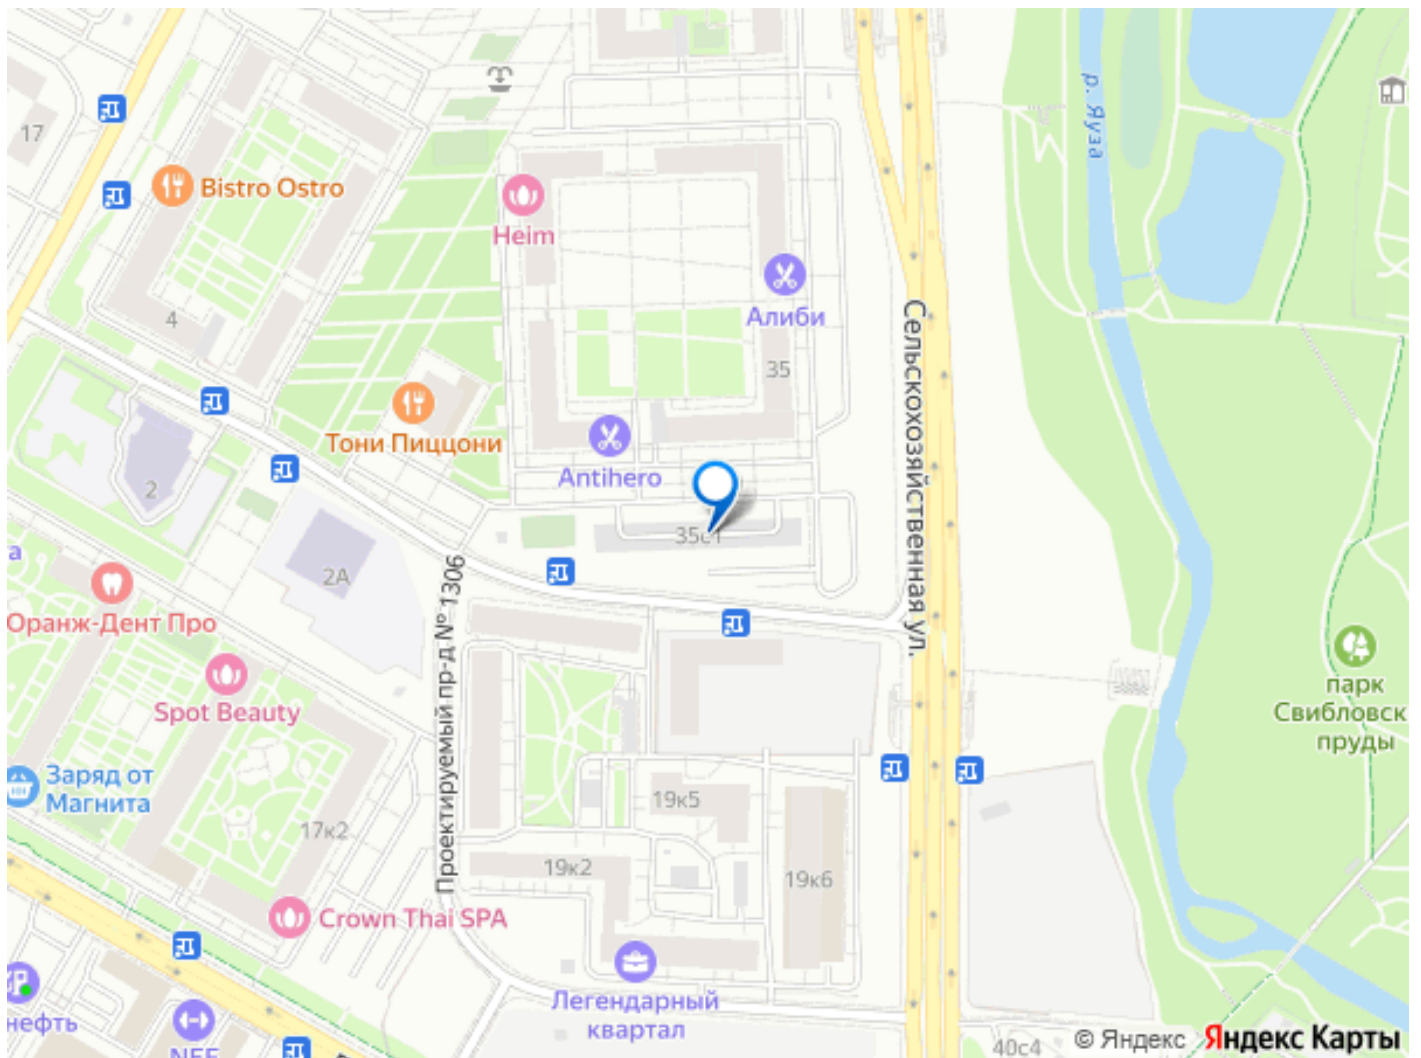 17
Bistro Ostro
р. Яуза
Heim
Алиби
4
35
Сельскохозяйственная ул.
Тони Пиццони
Antihero
2
35с1
2А
а
Проектируемый пр-д № 1306
Оранж-Дент Про
парк
Свибловск
пруды
Spot Beauty
Заряд от
Магнита
17к2
19к5
19к2
19к6
Crown Thai SPA
Легендарный
квартал
нефть
40с4
© Яндекс Яндекс Карты